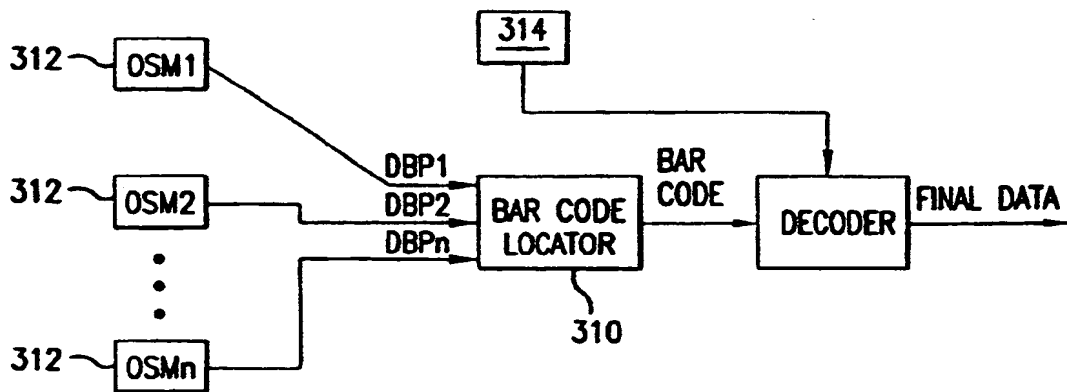 314
312 OSM1
DBP1
BAR
CODE
312 OSM2
DBP2
BAR CODE
LOCATOR
DECODER
FINAL DATA
DBPn
310
312 OSMn